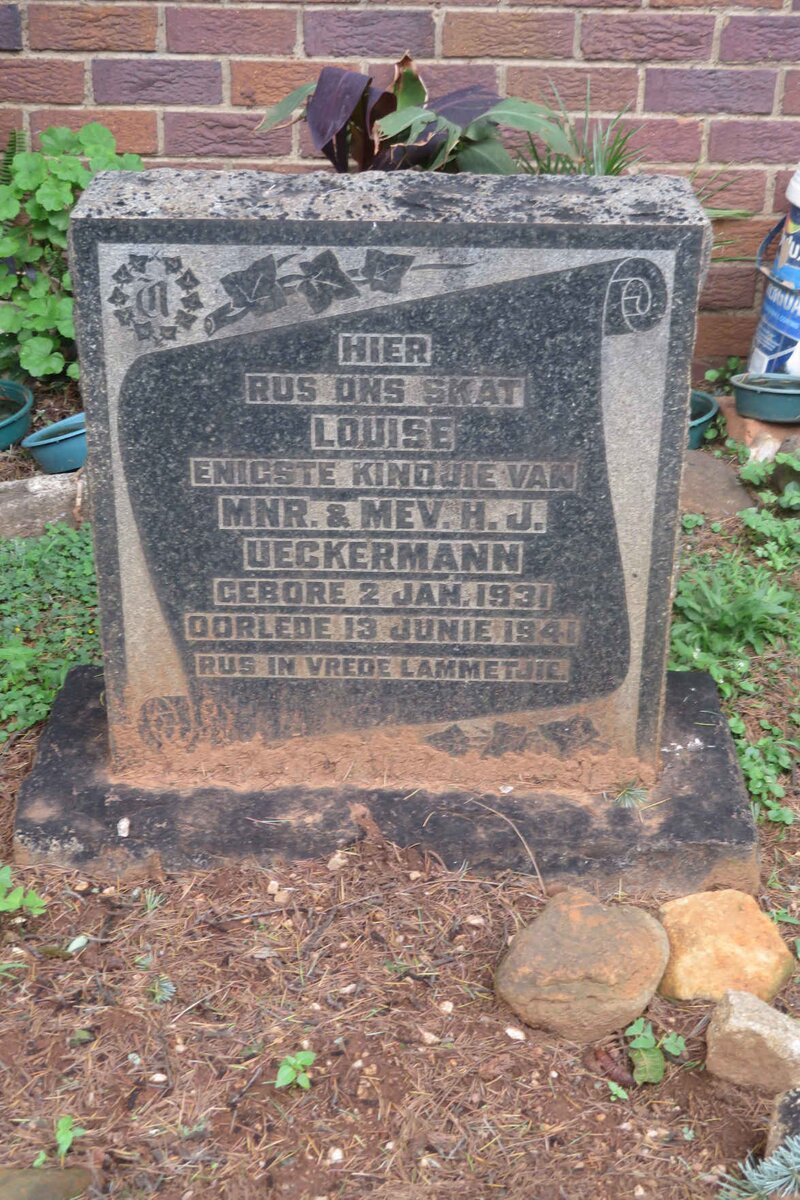 U
HIER
RUS ONS SKAT
LOUISE
ENIGSTE KINDJIE VAN
MNR. & MEV. H. J.
UECKERMANN
GEBORE 2 JAN. 1931
OORLEDE 13 JUNIE 1941
RUS IN VREDE LAMMETJIE.